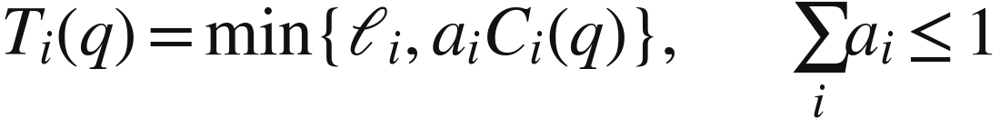 T_i(q) = min{ℓ_i, a_i C_i(q)}, ∑_i a_i ≤ 1